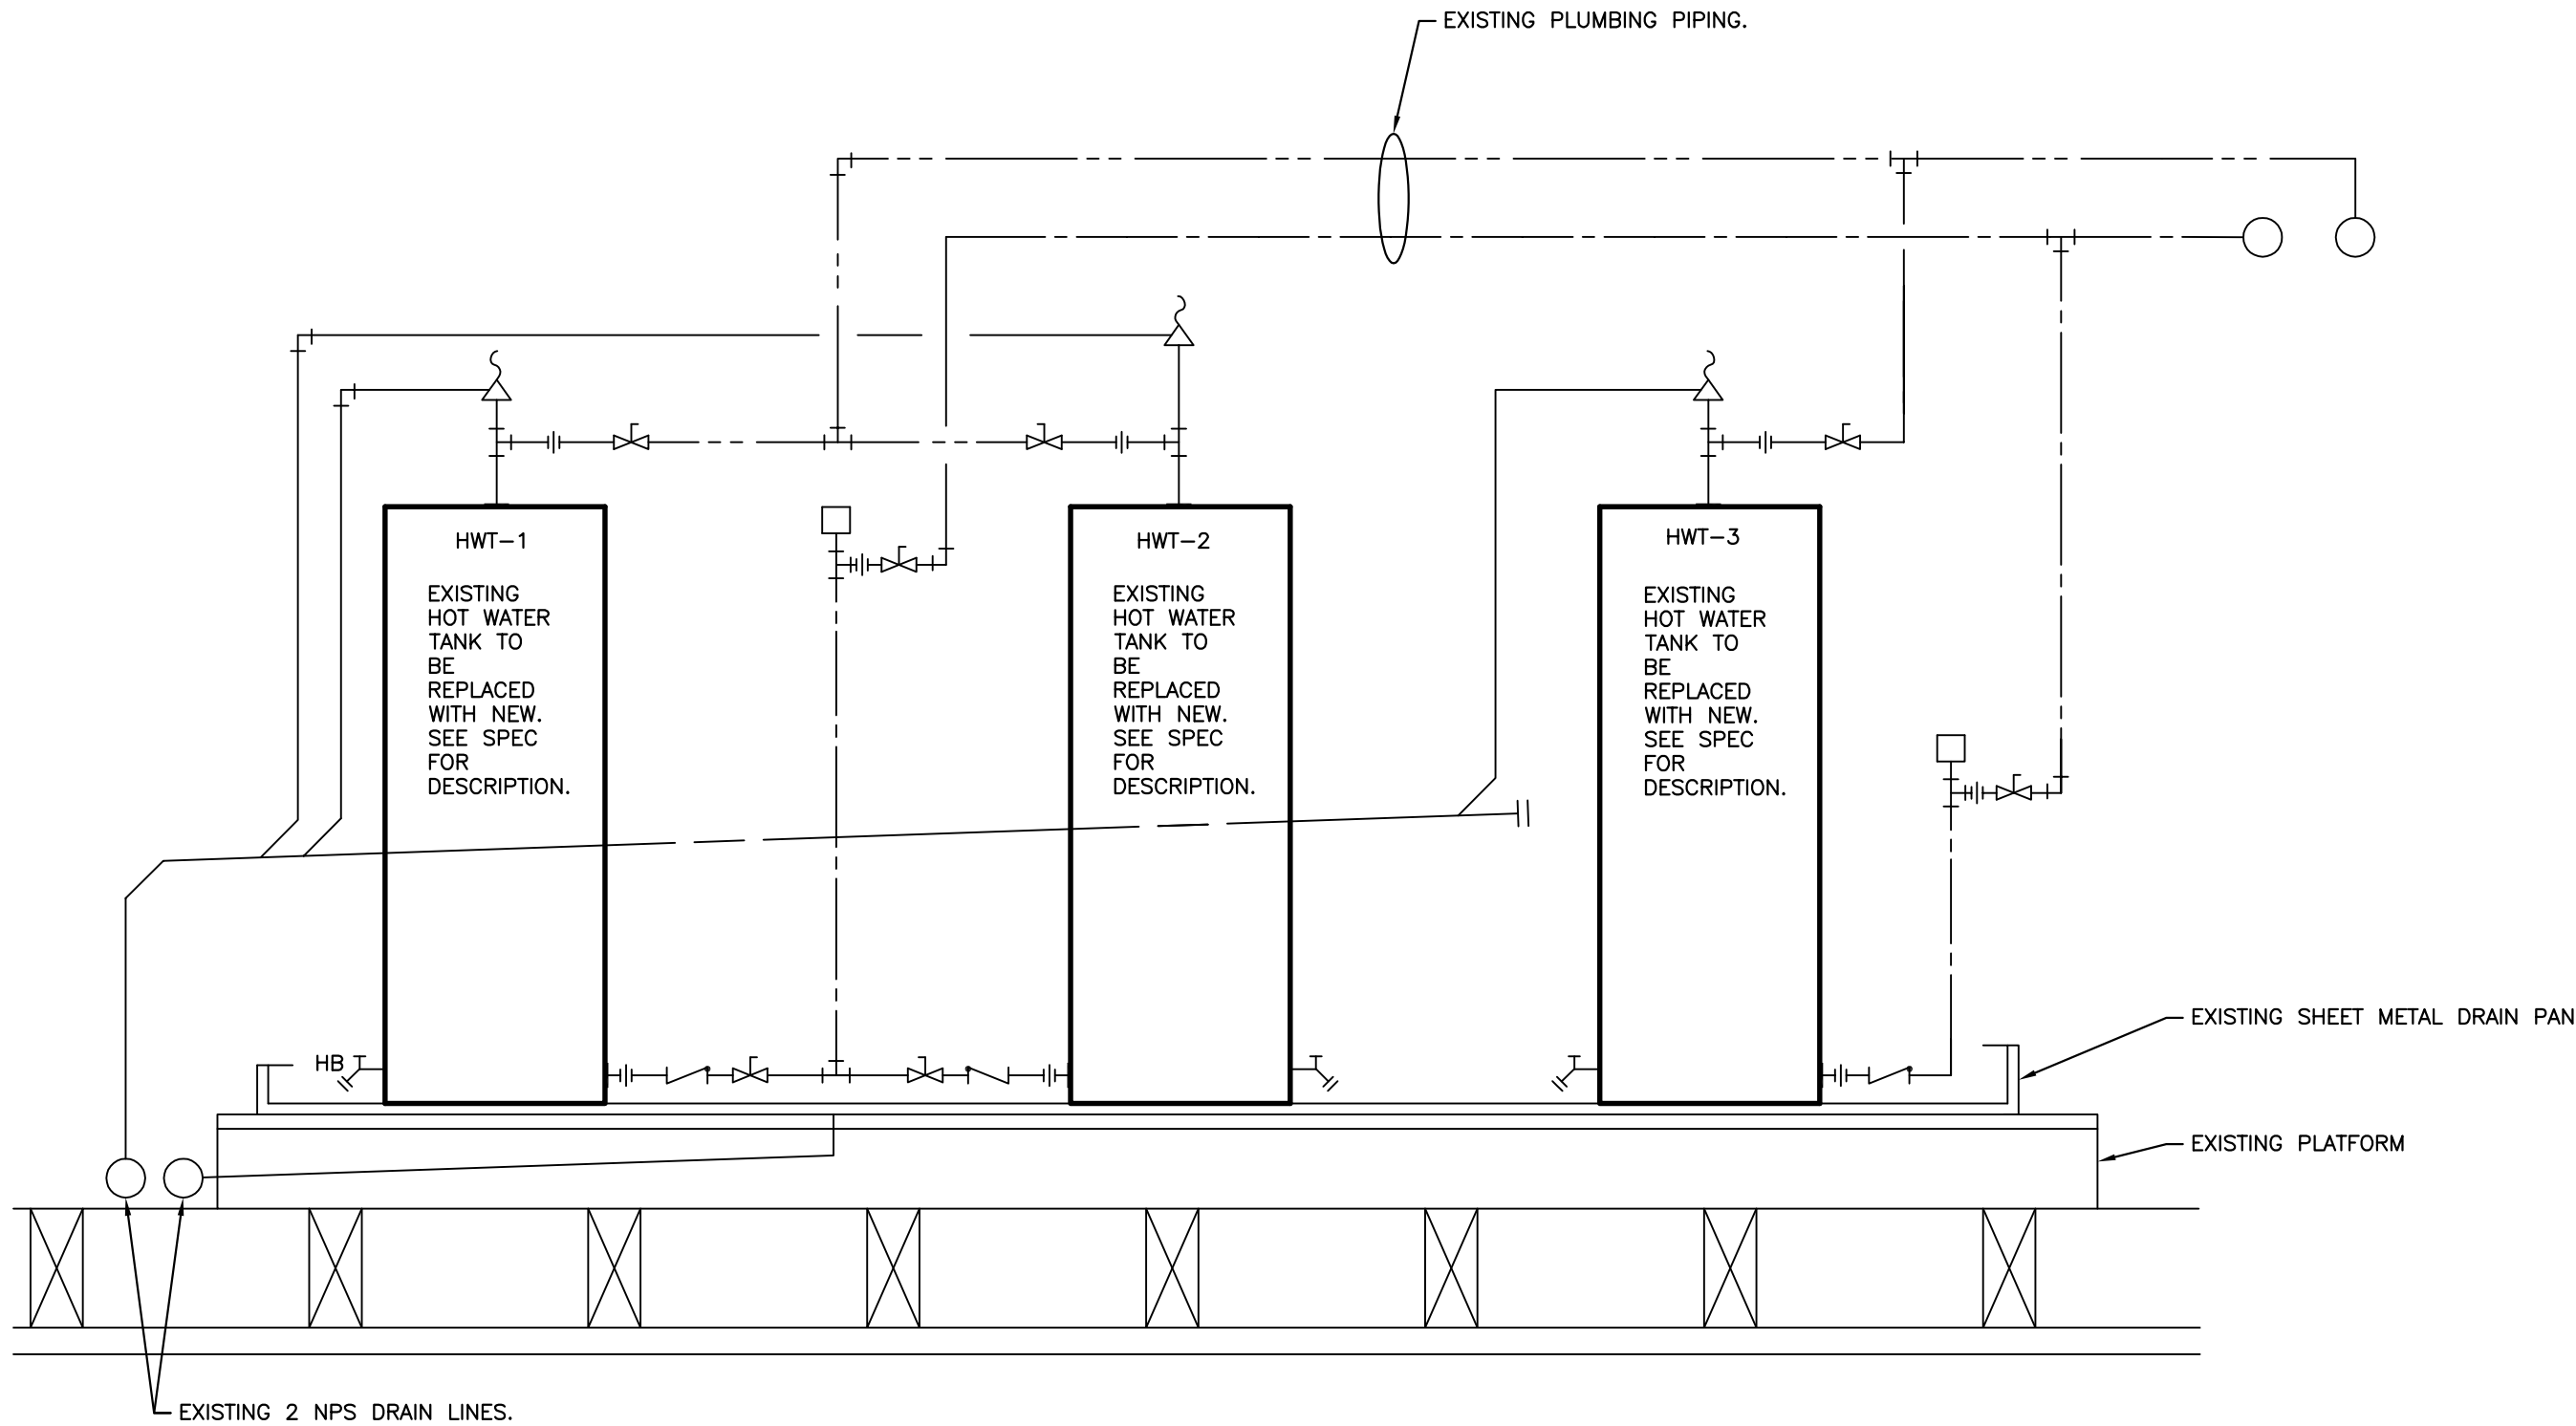 EXISTING PLUMBING PIPING.
HWT-1
EXISTING
HOT WATER
TANK TO
BE
REPLACED
WITH NEW.
SEE SPEC
FOR
DESCRIPTION.
HWT-2
EXISTING
HOT WATER
TANK TO
BE
REPLACED
WITH NEW.
SEE SPEC
FOR
DESCRIPTION.
HWT-3
EXISTING
HOT WATER
TANK TO
BE
REPLACED
WITH NEW.
SEE SPEC
FOR
DESCRIPTION.
HB
EXISTING SHEET METAL DRAIN PAN
EXISTING PLATFORM
EXISTING 2 NPS DRAIN LINES.